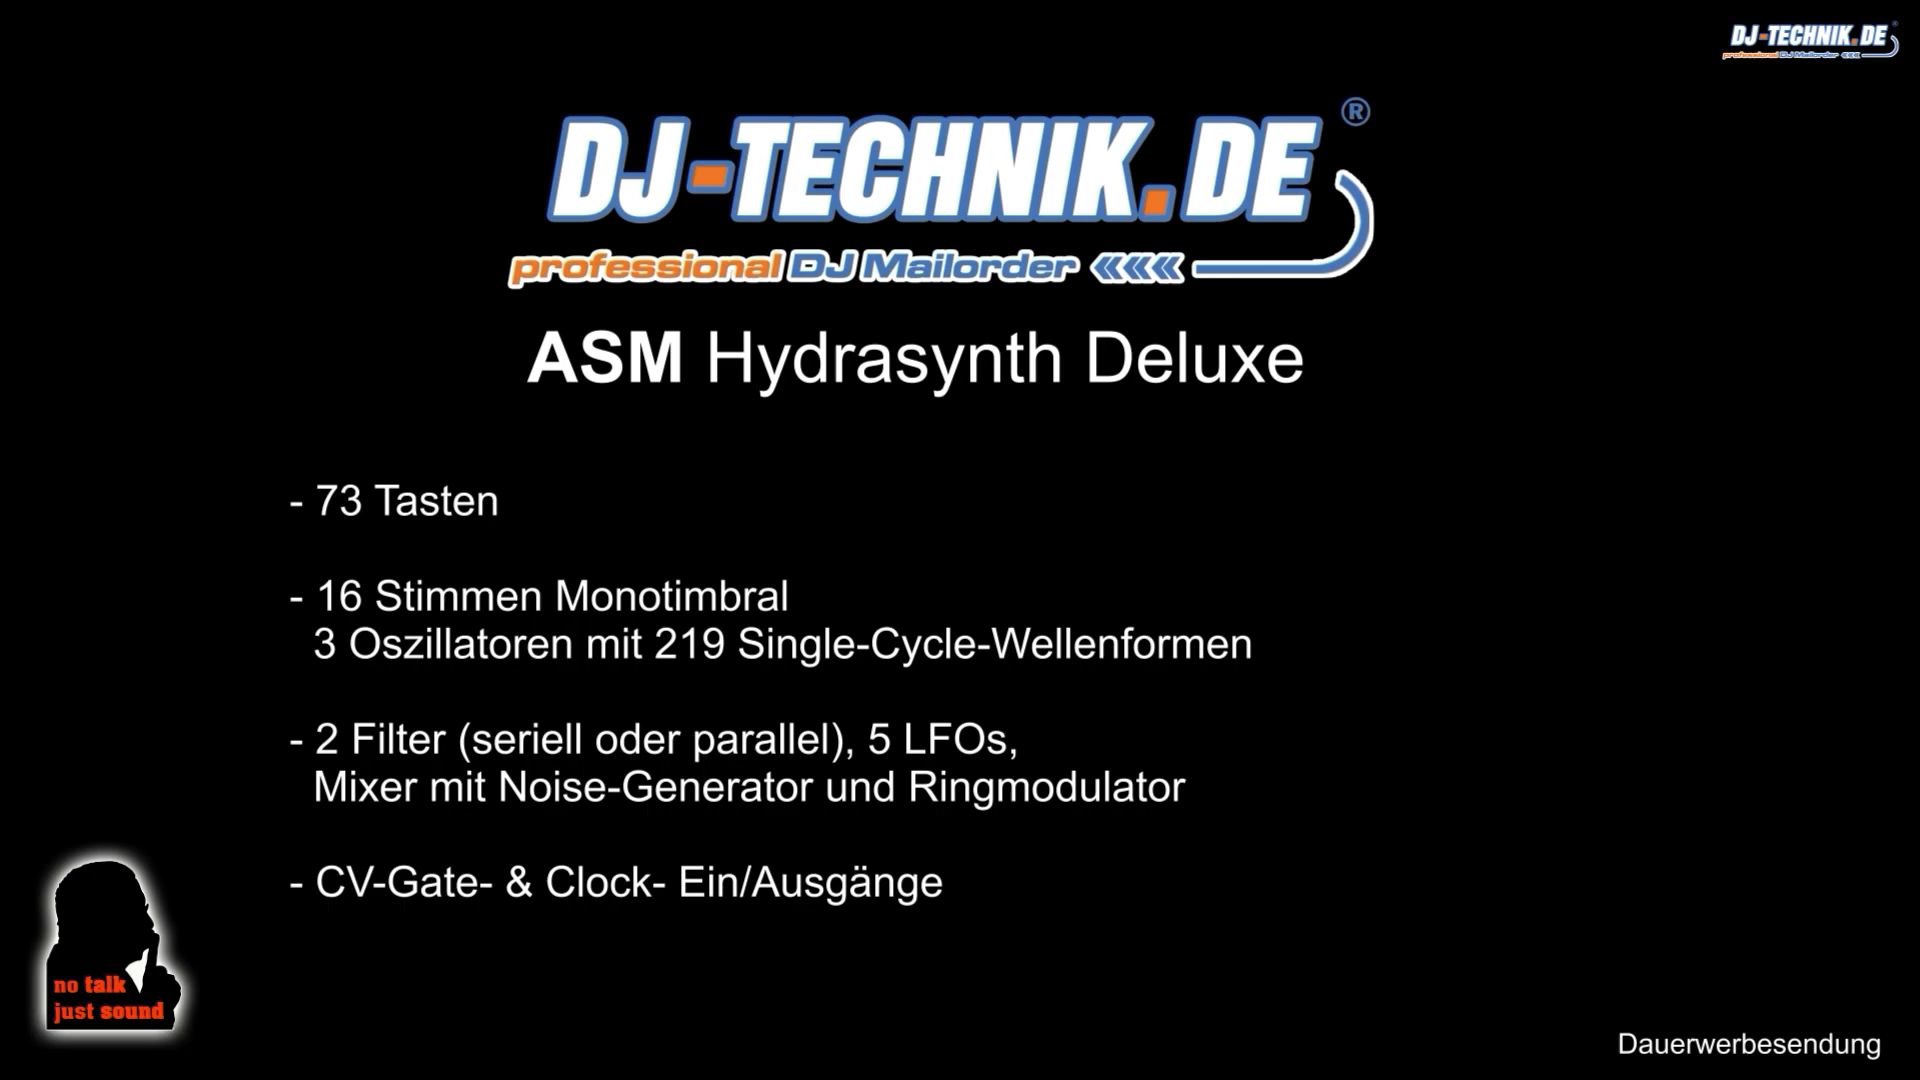 DJ-TECHNIK.DE®
professional DJ Mailorder
DJ-TECHNIK.DE®
professional DJ Mailorder
ASM Hydrasynth Deluxe
- 73 Tasten
- 16 Stimmen Monotimbral
3 Oszillatoren mit 219 Single-Cycle-Wellenformen
- 2 Filter (seriell oder parallel), 5 LFOs,
Mixer mit Noise-Generator und Ringmodulator
- CV-Gate- & Clock- Ein/Ausgänge
no talk
just sound
Dauerwerbesendung